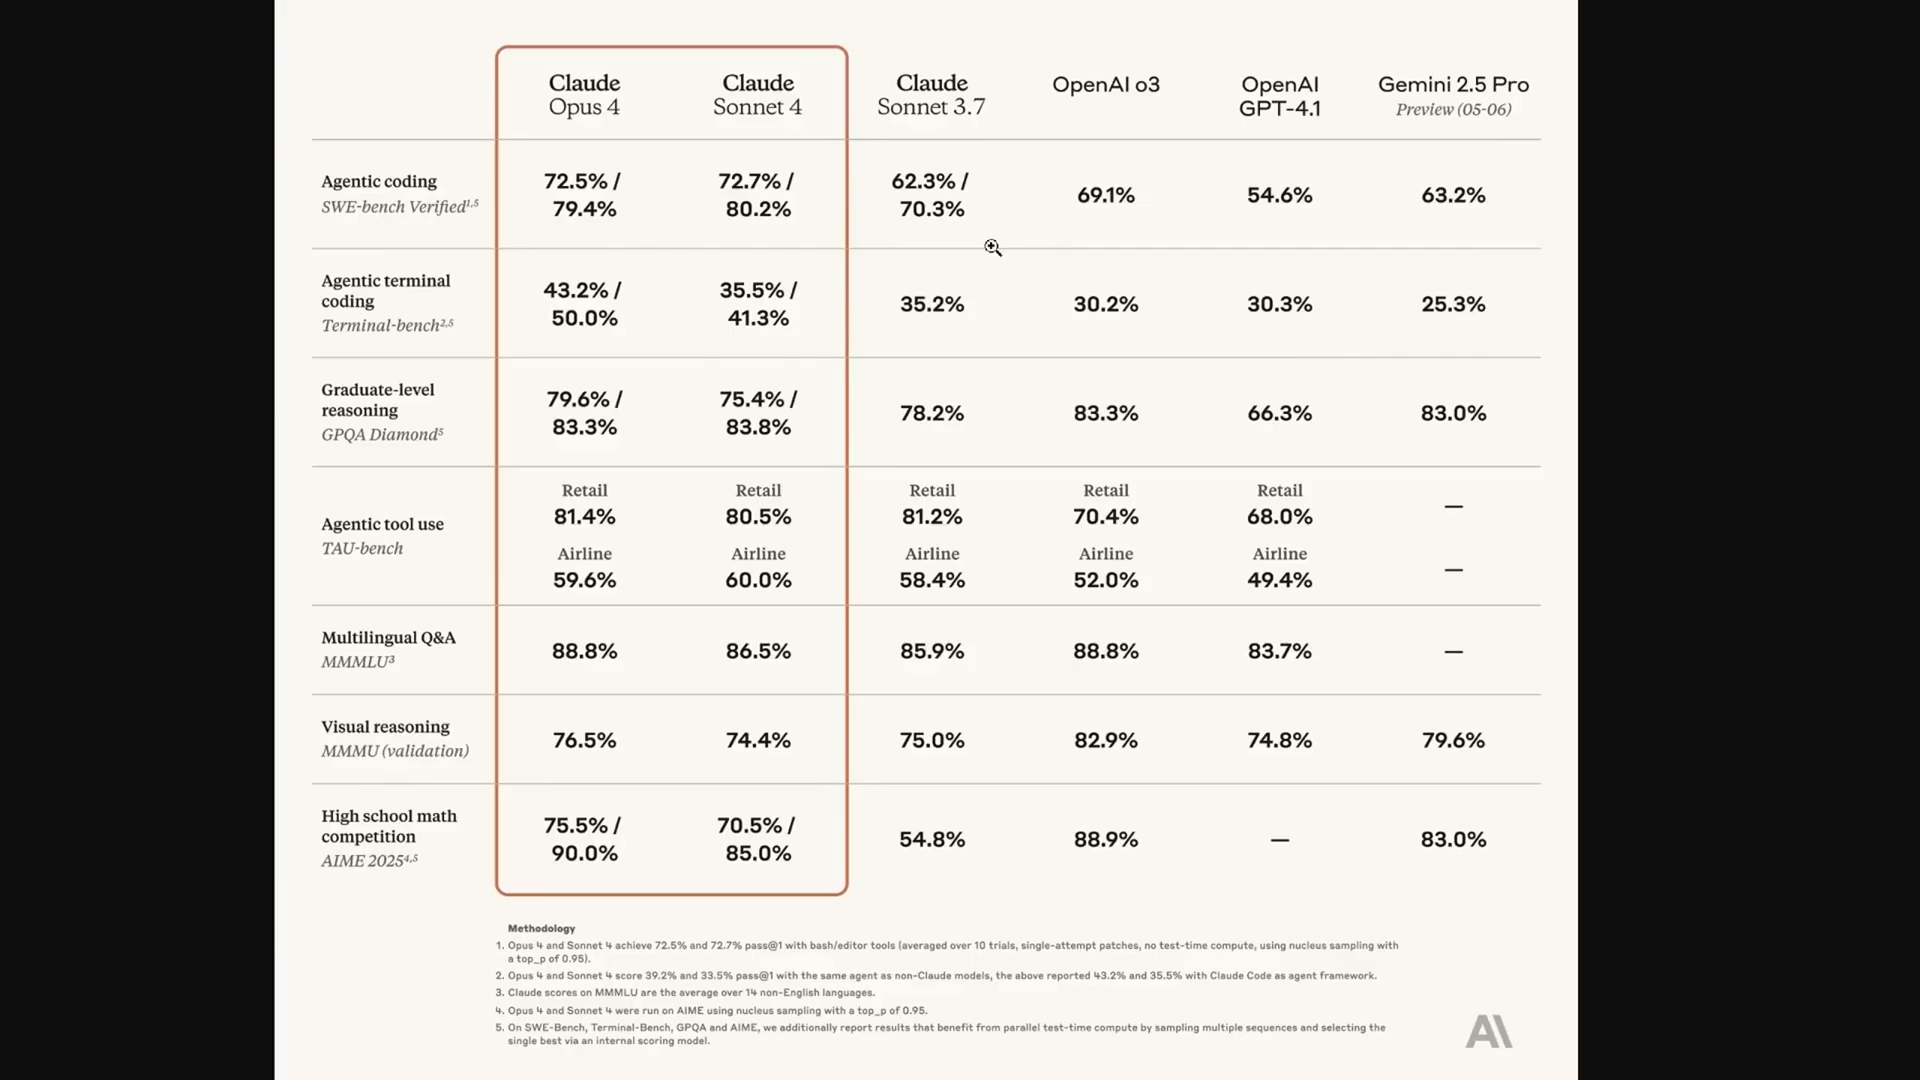 Claude Opus 4
Claude Sonnet 4
Claude Sonnet 3.7
OpenAI o3
OpenAI GPT-4.1
Gemini 2.5 Pro
Preview (05-06)
Agentic coding
SWE-bench Verified¹,⁵
72.5% / 79.4%
72.7% / 80.2%
62.3% / 70.3%
69.1%
54.6%
63.2%
Agentic terminal coding
Terminal-bench²,⁵
43.2% / 50.0%
35.5% / 41.3%
35.2%
30.2%
30.3%
25.3%
Graduate-level reasoning
GPQA Diamond⁵
79.6% / 83.3%
75.4% / 83.8%
78.2%
83.3%
66.3%
83.0%
Agentic tool use
TAU-bench
Retail 81.4%
Retail 80.5%
Retail 81.2%
Retail 70.4%
Retail 68.0%
—
Airline 59.6%
Airline 60.0%
Airline 58.4%
Airline 52.0%
Airline 49.4%
—
Multilingual Q&A
MMMLU³
88.8%
86.5%
85.9%
88.8%
83.7%
—
Visual reasoning
MMMU (validation)
76.5%
74.4%
75.0%
82.9%
74.8%
79.6%
High school math competition
AIME 2025⁴,⁵
75.5% / 90.0%
70.5% / 85.0%
54.8%
88.9%
—
83.0%
Methodology
1. Opus 4 and Sonnet 4 achieve 72.5% and 72.7% pass@1 with bash/editor tools (averaged over 10 trials, single-attempt patches, no test-time compute, using nucleus sampling with
a top_p of 0.95).
2. Opus 4 and Sonnet 4 score 39.2% and 33.5% pass@1 with the same agent as non-Claude models, the above reported 43.2% and 35.5% with Claude Code as agent framework.
3. Claude scores on MMMLU are the average over 14 non-English languages.
4. Opus 4 and Sonnet 4 were run on AIME using nucleus sampling with a top_p of 0.95.
5. On SWE-Bench, Terminal-Bench, GPQA and AIME, we additionally report results that benefit from parallel test-time compute by sampling multiple sequences and selecting the
single best via an internal scoring model.
A\